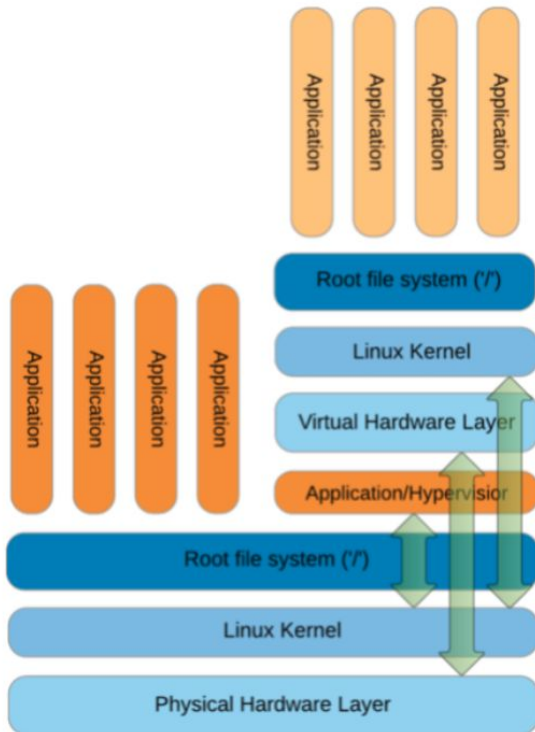 Application
Application
Application
Application
Root file system ('/')
Linux Kernel
Virtual Hardware Layer
Application/Hypervisior
Application
Application
Application
Application
Root file system ('/')
Linux Kernel
Physical Hardware Layer